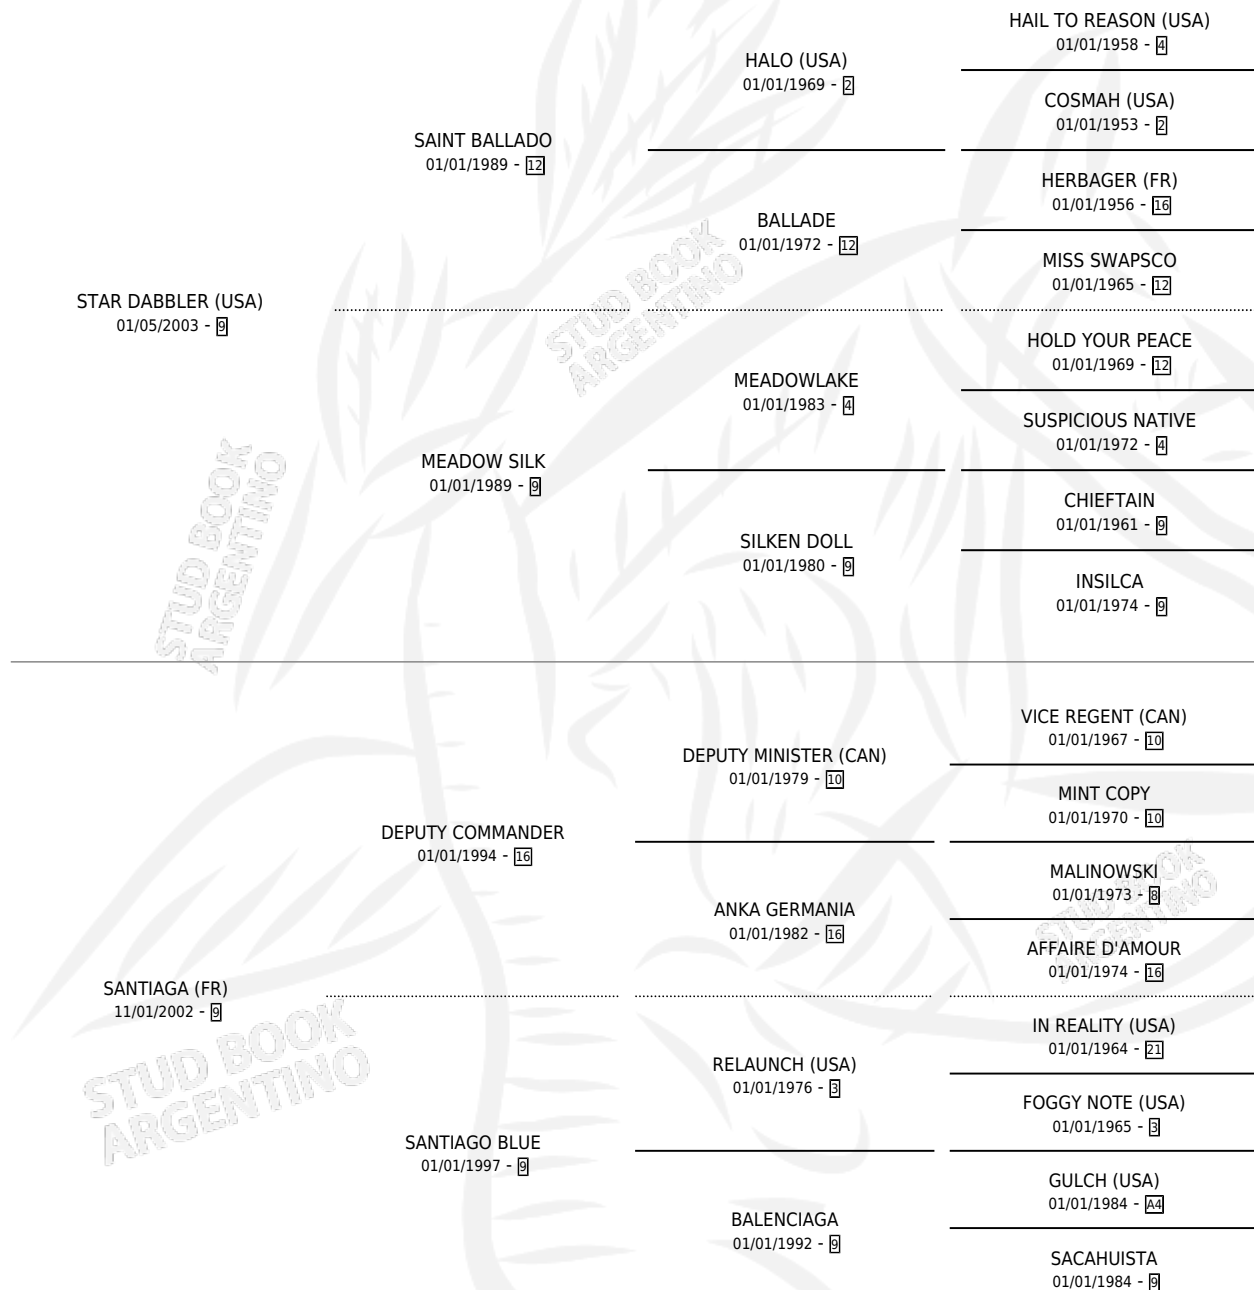 HAIL TO REASON (USA)
01/01/1958 - 4
HALO (USA)
01/01/1969 - 2
COSMAH (USA)
01/01/1953 - 2
SAINT BALLADO
01/01/1989 - 12
HERBAGER (FR)
01/01/1956 - 16
BALLADE
01/01/1972 - 12
MISS SWAPSCO
01/01/1965 - 12
STAR DABBLER (USA)
01/05/2003 - 9
HOLD YOUR PEACE
01/01/1969 - 12
MEADOWLAKE
01/01/1983 - 4
SUSPICIOUS NATIVE
01/01/1972 - 4
MEADOW SILK
01/01/1989 - 9
CHIEFTAIN
01/01/1961 - 9
SILKEN DOLL
01/01/1980 - 9
INSILCA
01/01/1974 - 9
VICE REGENT (CAN)
01/01/1967 - 10
DEPUTY MINISTER (CAN)
01/01/1979 - 10
MINT COPY
01/01/1970 - 10
DEPUTY COMMANDER
01/01/1994 - 16
MALINOWSKI
01/01/1973 - 8
ANKA GERMANIA
01/01/1982 - 16
AFFAIRE D'AMOUR
01/01/1974 - 16
SANTIAGA (FR)
11/01/2002 - 9
IN REALITY (USA)
01/01/1964 - 21
RELAUNCH (USA)
01/01/1976 - 3
FOGGY NOTE (USA)
01/01/1965 - 3
SANTIAGO BLUE
01/01/1997 - 9
GULCH (USA)
01/01/1984 - A4
BALENCIAGA
01/01/1992 - 9
SACAHUISTA
01/01/1984 - 9
STUD BOOK
ARGENTINO
STUD BOOK
ARGENTINO
STUD BOOK
ARGENTINO
STUD BOOK
ARGENTINO